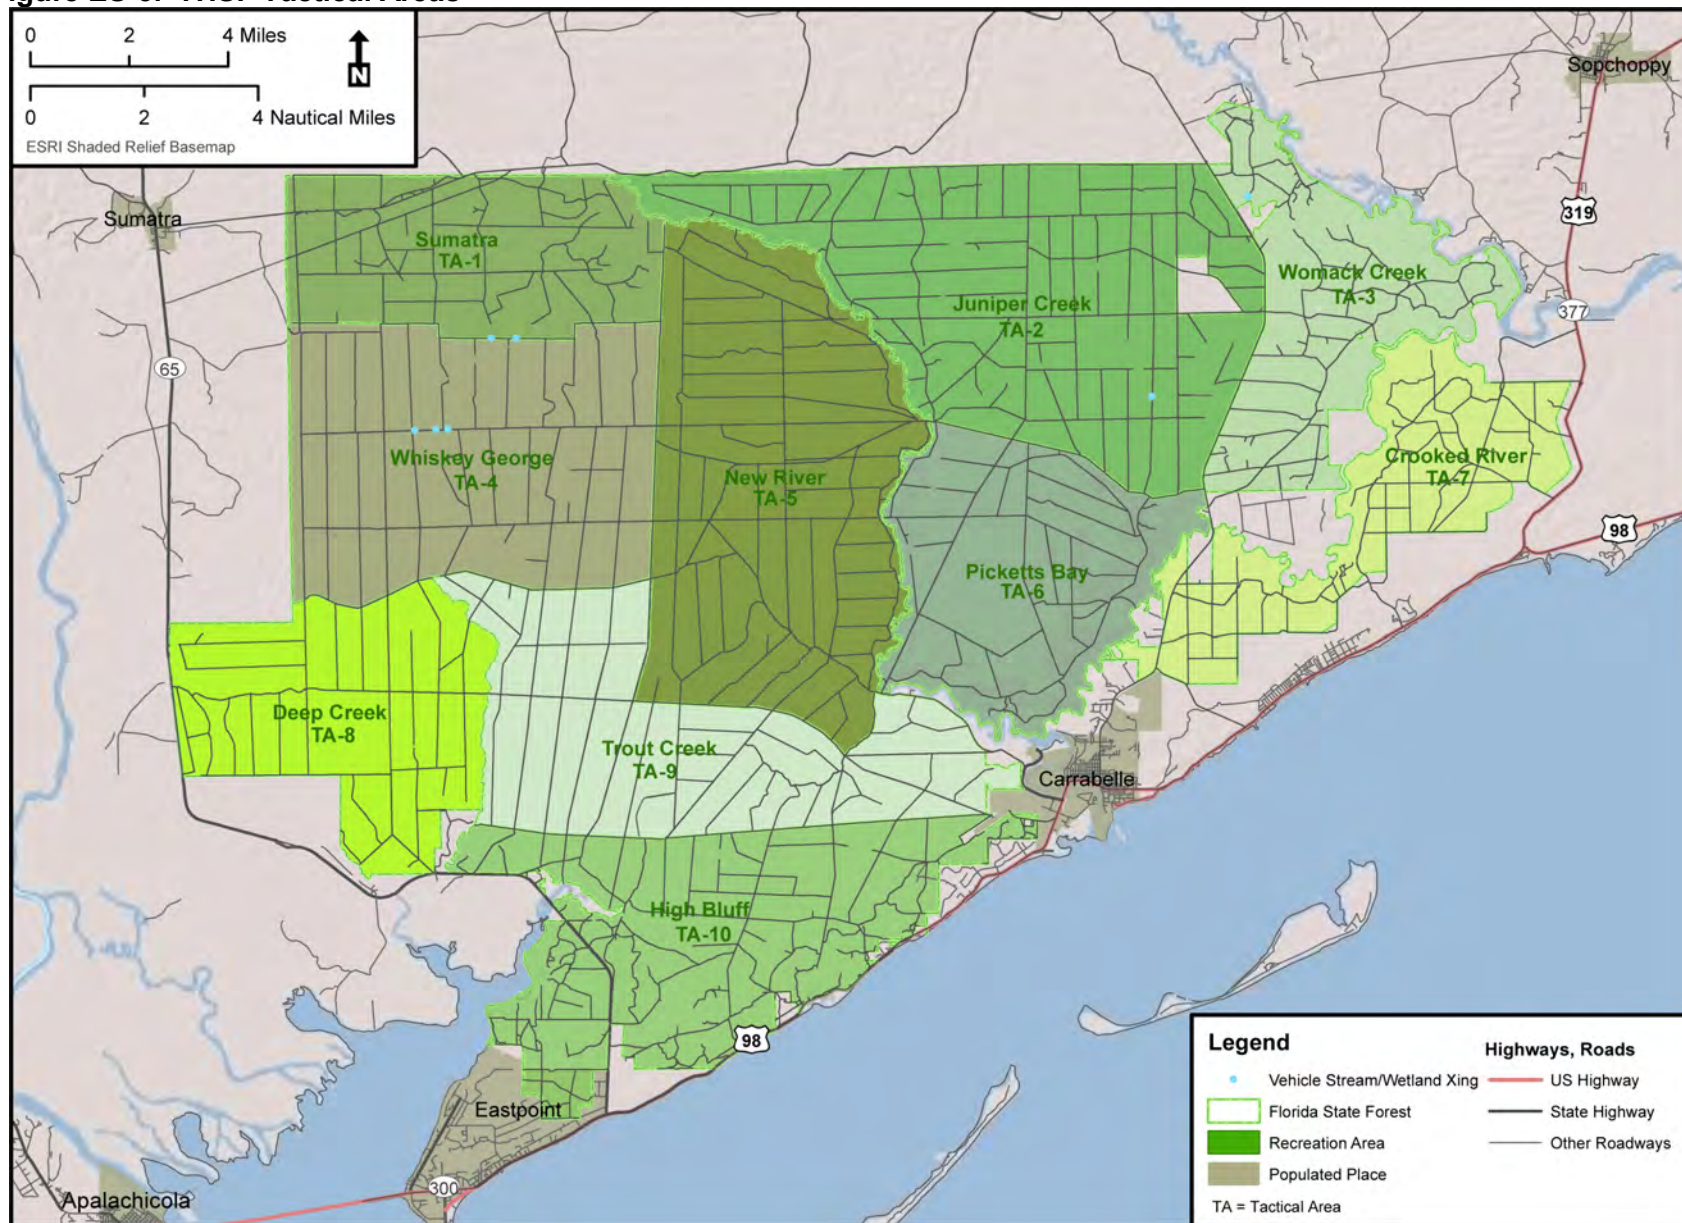 0 2 4 Miles
N
0 2 4 Nautical Miles
ESRI Shaded Relief Basemap
Sopchoppy
Sumatra
319
Sumatra
TA-1
Womack Creek
TA-3
Juniper Creek
TA-2
377
65
Whiskey George
TA-4
Crooked River
TA-7
New River
TA-5
98
Picketts Bay
TA-6
Deep Creek
TA-8
Trout Creek
TA-9
Carrabelle
High Bluff
TA-10
98
Eastpoint
300
Apalachicola
Legend
Vehicle Stream/Wetland Xing
Florida State Forest
Recreation Area
Populated Place
TA = Tactical Area
Highways, Roads
US Highway
State Highway
Other Roadways